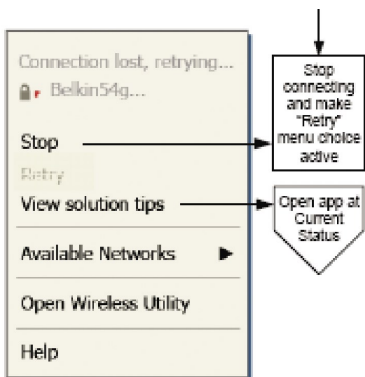 Connection lost, retrying...
Belkin54g...
Stop
Retry
View solution tips
Available Networks
Open Wireless Utility
Help
Stop
connecting
and make
"Retry"
menu choice
active
Open app at
Current
Status